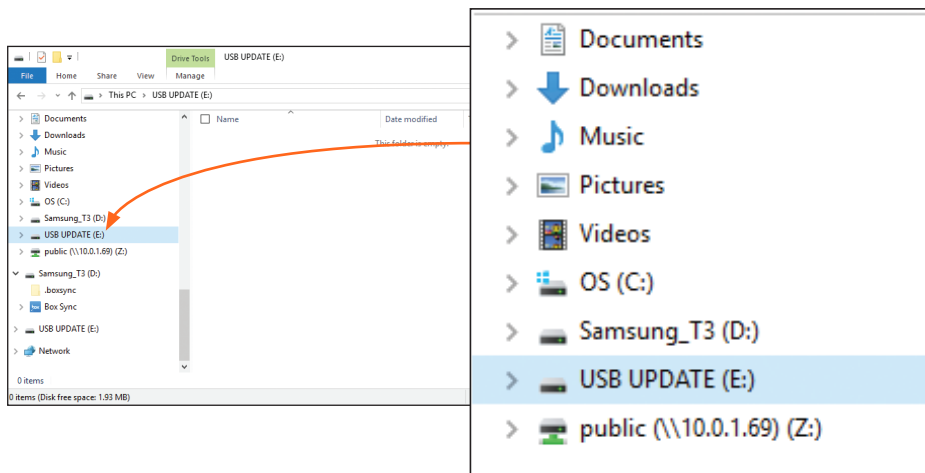 Drive Tools USB UPDATE (E:)
File Home Share View Manage
This PC > USB UPDATE (E:)
Name Date modified
This folder is empty.
Documents
Downloads
Music
Pictures
Videos
OS (C:)
Samsung_T3 (D:)
USB UPDATE (E:)
public (\\10.0.1.69) (Z:)
Samsung_T3 (D:)
.boxsync
Box Sync
USB UPDATE (E:)
Network
0 items
0 items (Disk free space: 1.93 MB)
Documents
Downloads
Music
Pictures
Videos
OS (C:)
Samsung_T3 (D:)
USB UPDATE (E:)
public (\\10.0.1.69) (Z:)